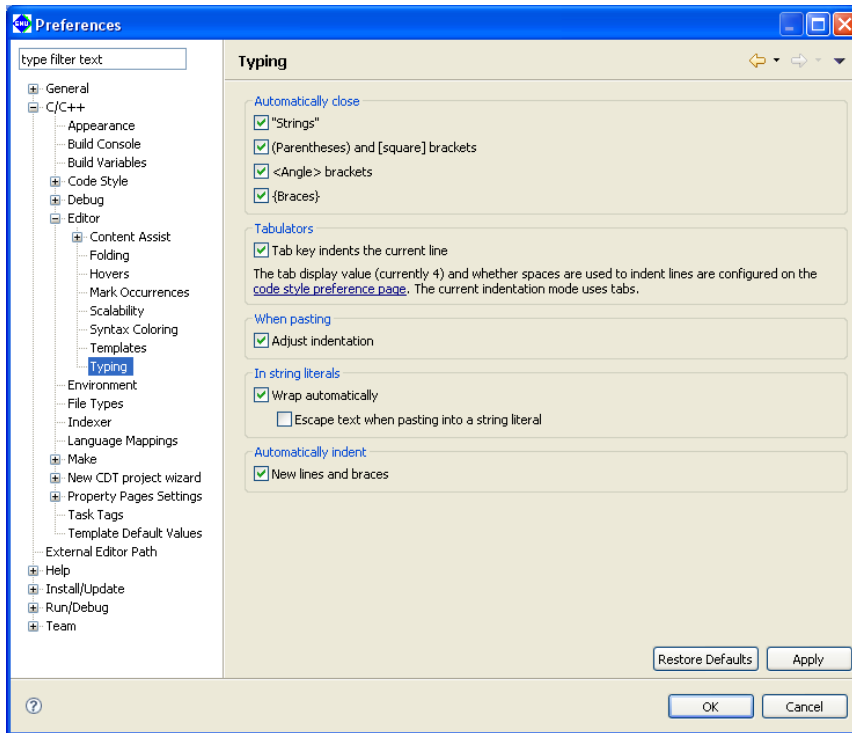 Preferences
type filter text
General
C/C++
Appearance
Build Console
Build Variables
Code Style
Debug
Editor
Content Assist
Folding
Hovers
Mark Occurrences
Scalability
Syntax Coloring
Templates
Typing
Environment
File Types
Indexer
Language Mappings
Make
New CDT project wizard
Property Pages Settings
Task Tags
Template Default Values
External Editor Path
Help
Install/Update
Run/Debug
Team
Typing
Automatically close
"Strings"
(Parentheses) and [square] brackets
<Angle> brackets
{Braces}
Tabulators
Tab key indents the current line
The tab display value (currently 4) and whether spaces are used to indent lines are configured on the
code style preference page. The current indentation mode uses tabs.
When pasting
Adjust indentation
In string literals
Wrap automatically
Escape text when pasting into a string literal
Automatically indent
New lines and braces
Restore Defaults
Apply
?
OK
Cancel